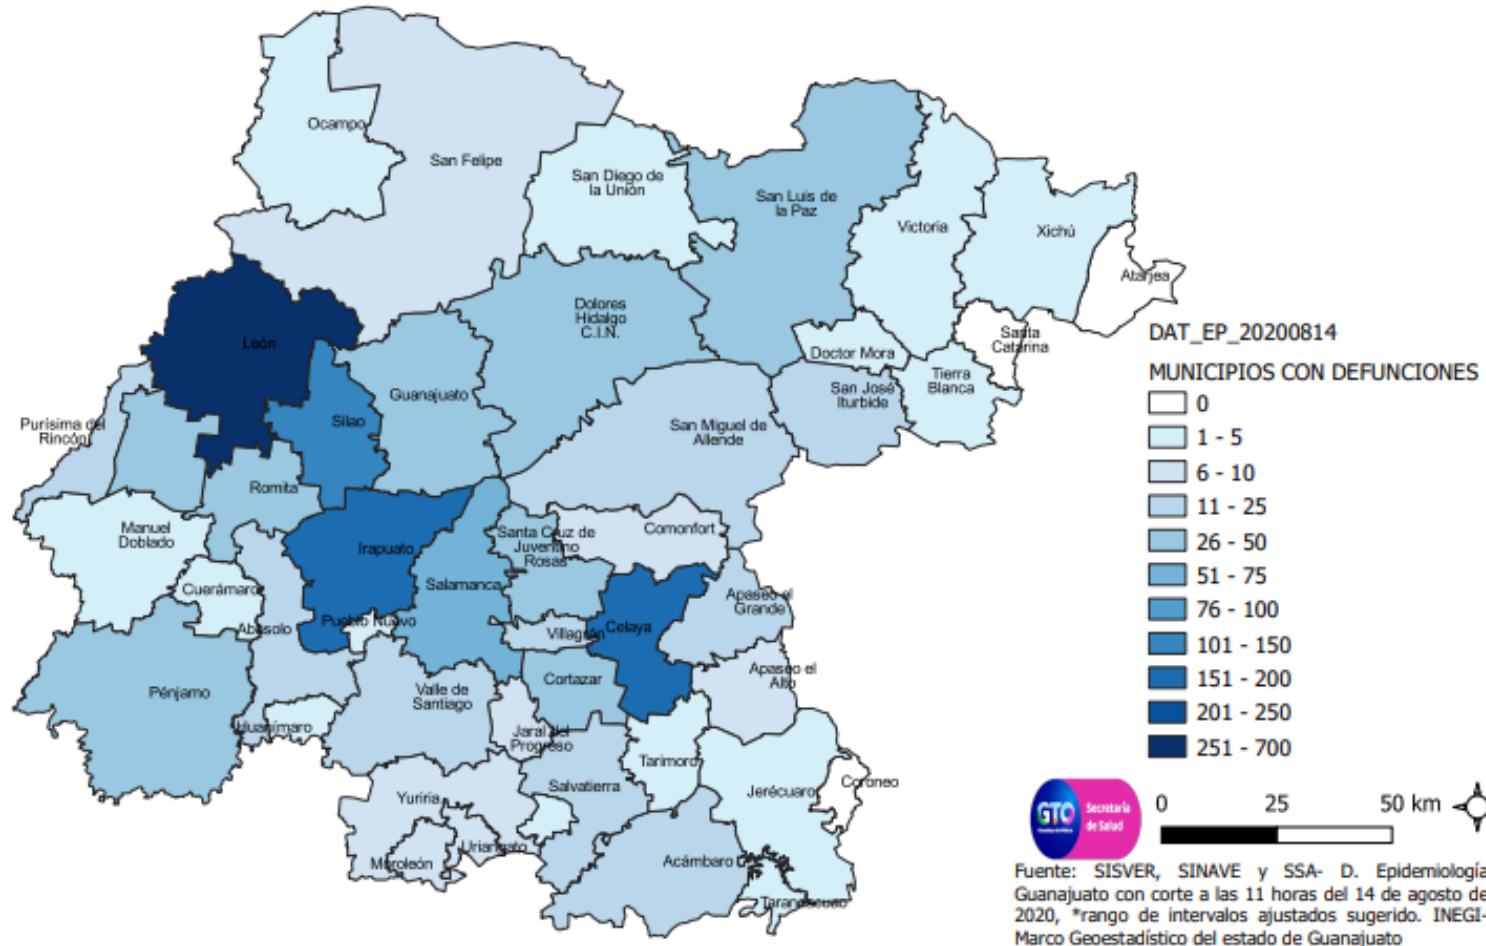 Ocampo
San Felipe
San Diego de
la Unión
San Luis de
la Paz
Victoria
Xichú
Atarjea
Dolores
Hidalgo
C.I.N.
Santa
Catarina
León
Doctor Mora
Tierra
Blanca
Guanajuato
San José
Iturbide
Purísima del
Rincón
Silao
San Miguel de
Allende
Romita
Manuel
Doblado
Irapuato
Santa Cruz de
Juventino
Rosas
Comonfort
Cuerámaro
Salamanca
Apaseo el
Grande
Abasolo
Pueblo Nuevo
Villagrán
Celaya
Pénjamo
Valle de
Santiago
Cortazar
Apaseo el
Alto
Huanímaro
Jaral del
Progreso
Tarimoro
Salvatierra
Jerécuaro
Coroneo
Yuriria
Uriangato
Moroleón
Acámbaro
Tarandacuao
DAT_EP_20200814
MUNICIPIOS CON DEFUNCIONES
0
1 - 5
6 - 10
11 - 25
26 - 50
51 - 75
76 - 100
101 - 150
151 - 200
201 - 250
251 - 700
GTO
Secretaría
de Salud
0 25 50 km
Fuente: SISVER, SINAVE y SSA- D. Epidemiología
Guanajuato con corte a las 11 horas del 14 de agosto de
2020, *rango de intervalos ajustados sugerido. INEGI-
Marco Geoestadístico del estado de Guanajuato